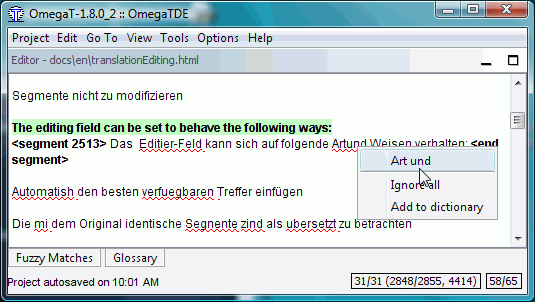 OmegaT-1.8.0_2 :: OmegaTDE
Project Edit Go To View Tools Options Help
Editor - docs\en\translationEditing.html
Segmente nicht zu modifizieren
The editing field can be set to behave the following ways:
<segment 2513> Das Editier-Feld kann sich auf folgende Artund Weisen verhalten: <end
segment>
Art und
Ignore all
Add to dictionary
Automatish den besten verfuegbaren Treffer einfügen
Die mi dem Original identische Segnente zind als ubersetzt zu betrachten
Fuzzy Matches Glossary
Project autosaved on 10:01 AM 31/31 (2848/2855, 4414) 58/65